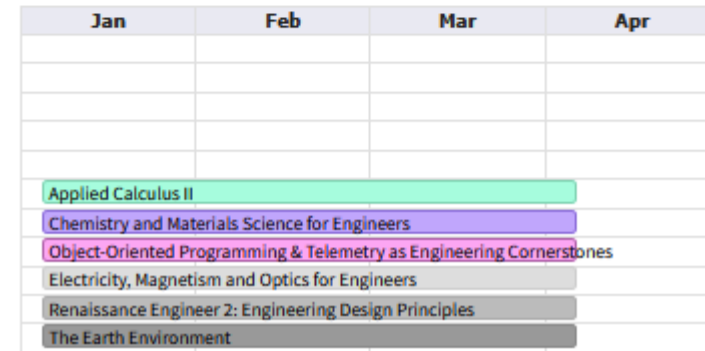 Jan Feb Mar Apr
Applied Calculus II
Chemistry and Materials Science for Engineers
Object-Oriented Programming & Telemetry as Engineering Cornerstones
Electricity, Magnetism and Optics for Engineers
Renaissance Engineer 2: Engineering Design Principles
The Earth Environment